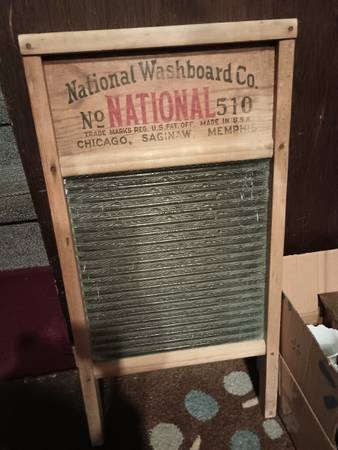 National Washboard Co.
No NATIONAL 510
TRADE MARKS REG. U.S. PAT. OFF. MADE IN U.S.A.
CHICAGO, SAGINAW, MEMPHIS